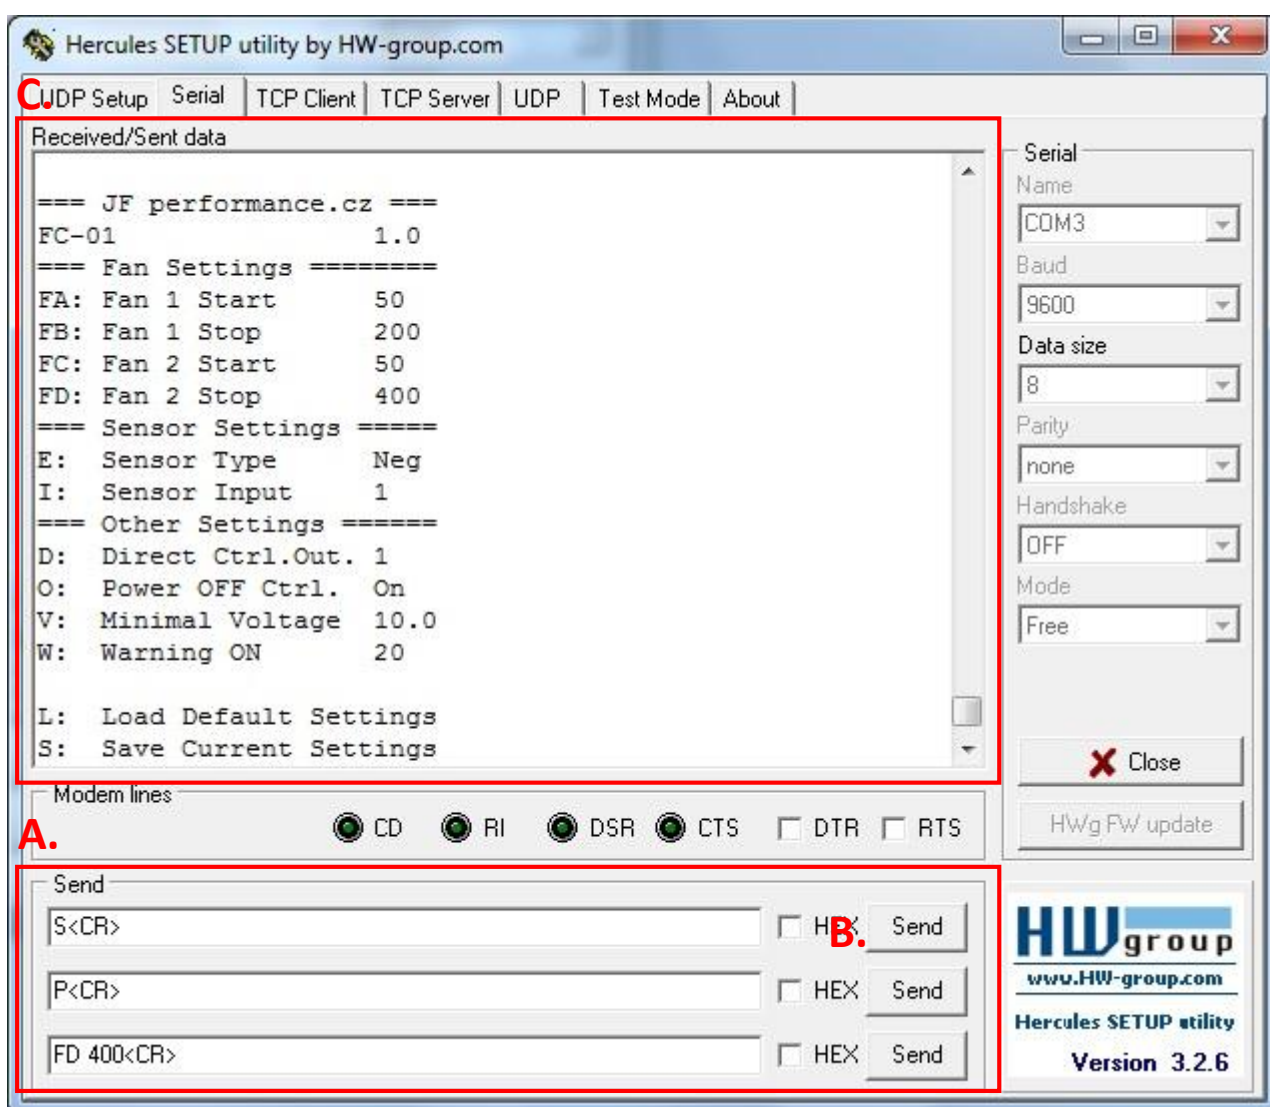 Hercules SETUP utility by HW-group.com
C.
UDP Setup Serial TCP Client TCP Server UDP Test Mode About
Received/Sent data
=== JF performance.cz ===
FC-01 1.0
=== Fan Settings ========
FA: Fan 1 Start 50
FB: Fan 1 Stop 200
FC: Fan 2 Start 50
FD: Fan 2 Stop 400
=== Sensor Settings =====
E: Sensor Type Neg
I: Sensor Input 1
=== Other Settings ======
D: Direct Ctrl.Out. 1
O: Power OFF Ctrl. On
V: Minimal Voltage 10.0
W: Warning ON 20
L: Load Default Settings
S: Save Current Settings
Serial
Name
COM3
Baud
9600
Data size
8
Parity
none
Handshake
OFF
Mode
Free
Close
HWg FW update
Modem lines
CD RI DSR CTS DTR RTS
A.
Send
S<CR> HEX B. Send
P<CR> HEX Send
FD 400<CR> HEX Send
HWgroup
www.HW-group.com
Hercules SETUP utility
Version 3.2.6